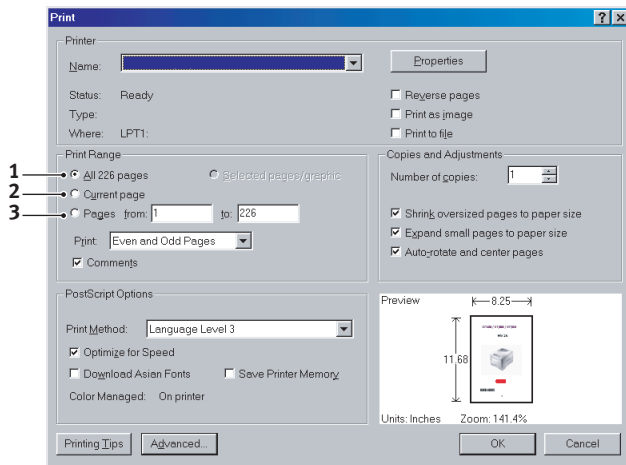 Print
Printer
Name:
Properties
Status: Ready
Type:
Where: LPT1:
Reverse pages
Print as image
Print to file
Print Range
1 All 226 pages Selected pages/graphic
2 Current page
3 Pages from: 1 to: 226
Print: Even and Odd Pages
Comments
Copies and Adjustments
Number of copies: 1
Shrink oversized pages to paper size
Expand small pages to paper size
Auto-rotate and center pages
PostScript Options
Print Method: Language Level 3
Optimize for Speed
Download Asian Fonts Save Printer Memory
Color Managed: On printer
Preview 8.25
11.68
Units: Inches Zoom: 141.4%
Printing Tips Advanced... OK Cancel